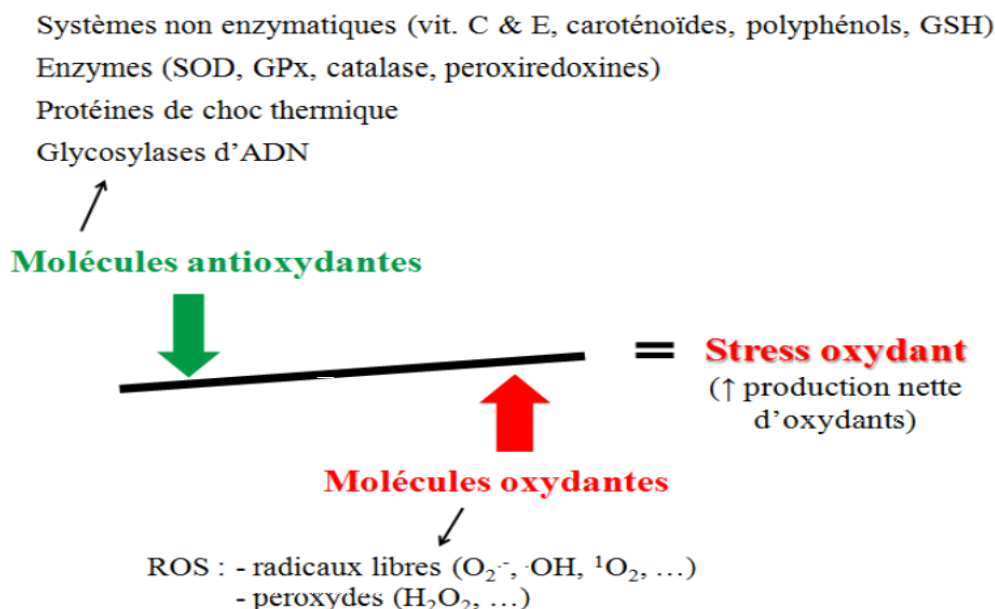 Systèmes non enzymatiques (vit. C & E, caroténoïdes, polyphénols, GSH)
Enzymes (SOD, GPx, catalase, peroxiredoxines)
Protéines de choc thermique
Glycosylases d’ADN
Molécules antioxydantes
= Stress oxydant
(↑ production nette
d’oxydants)
Molécules oxydantes
ROS : - radicaux libres (O₂·⁻, ·OH, ¹O₂, …)
- peroxydes (H₂O₂, …)